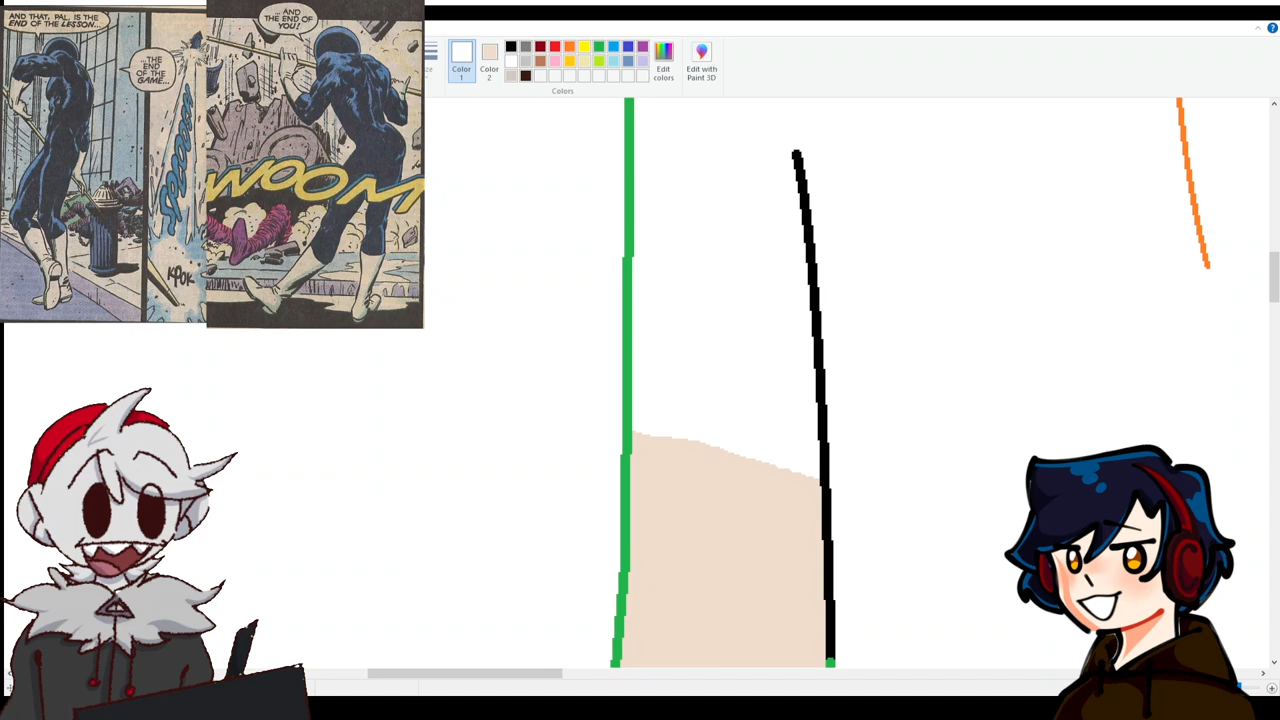 AND THAT, PAL, IS THE
END OF THE LESSON...
...THE
END
OF THE
GAME...
KPOK
...AND
THE END OF
YOU!
WOOM
Color
1
Color
2
Edit
colors
Edit with
Paint 3D
Colors